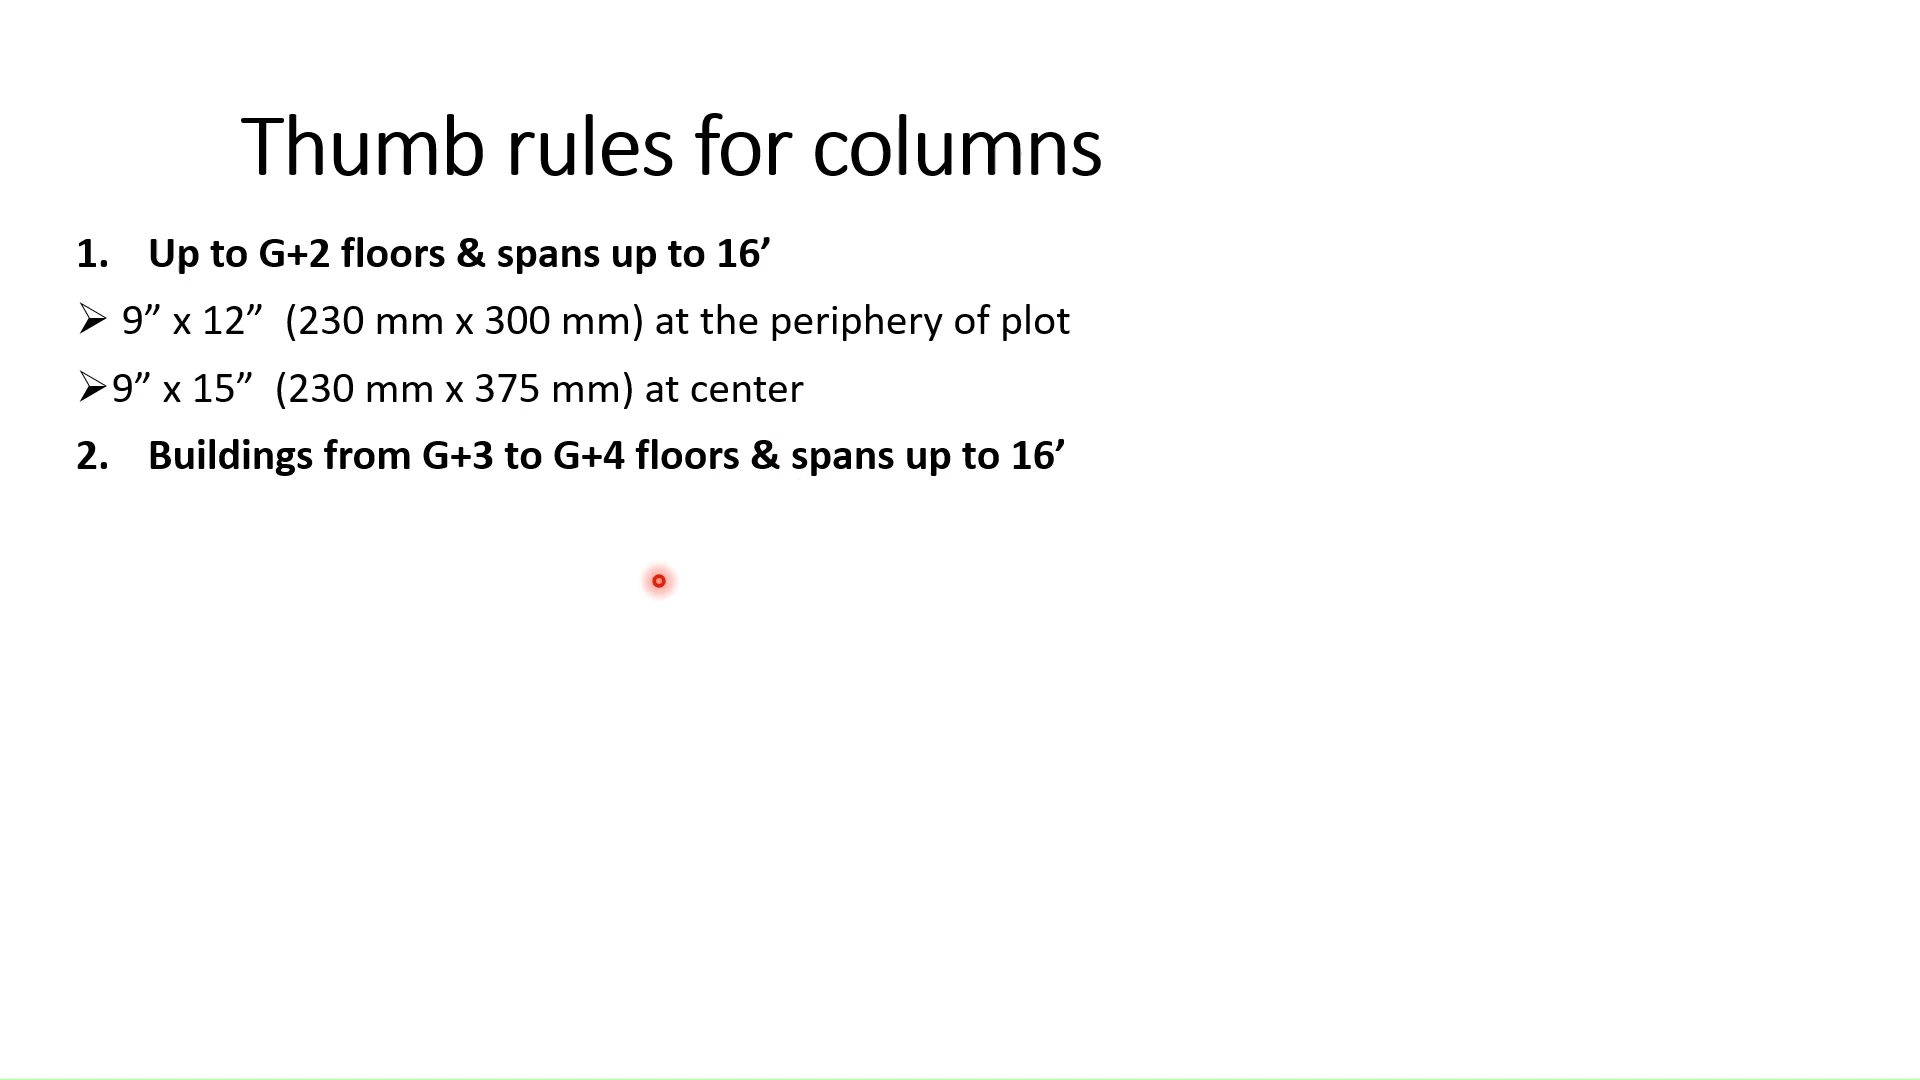 Thumb rules for columns
1. Up to G+2 floors & spans up to 16’
➢ 9” x 12” (230 mm x 300 mm) at the periphery of plot
➢9” x 15” (230 mm x 375 mm) at center
2. Buildings from G+3 to G+4 floors & spans up to 16’